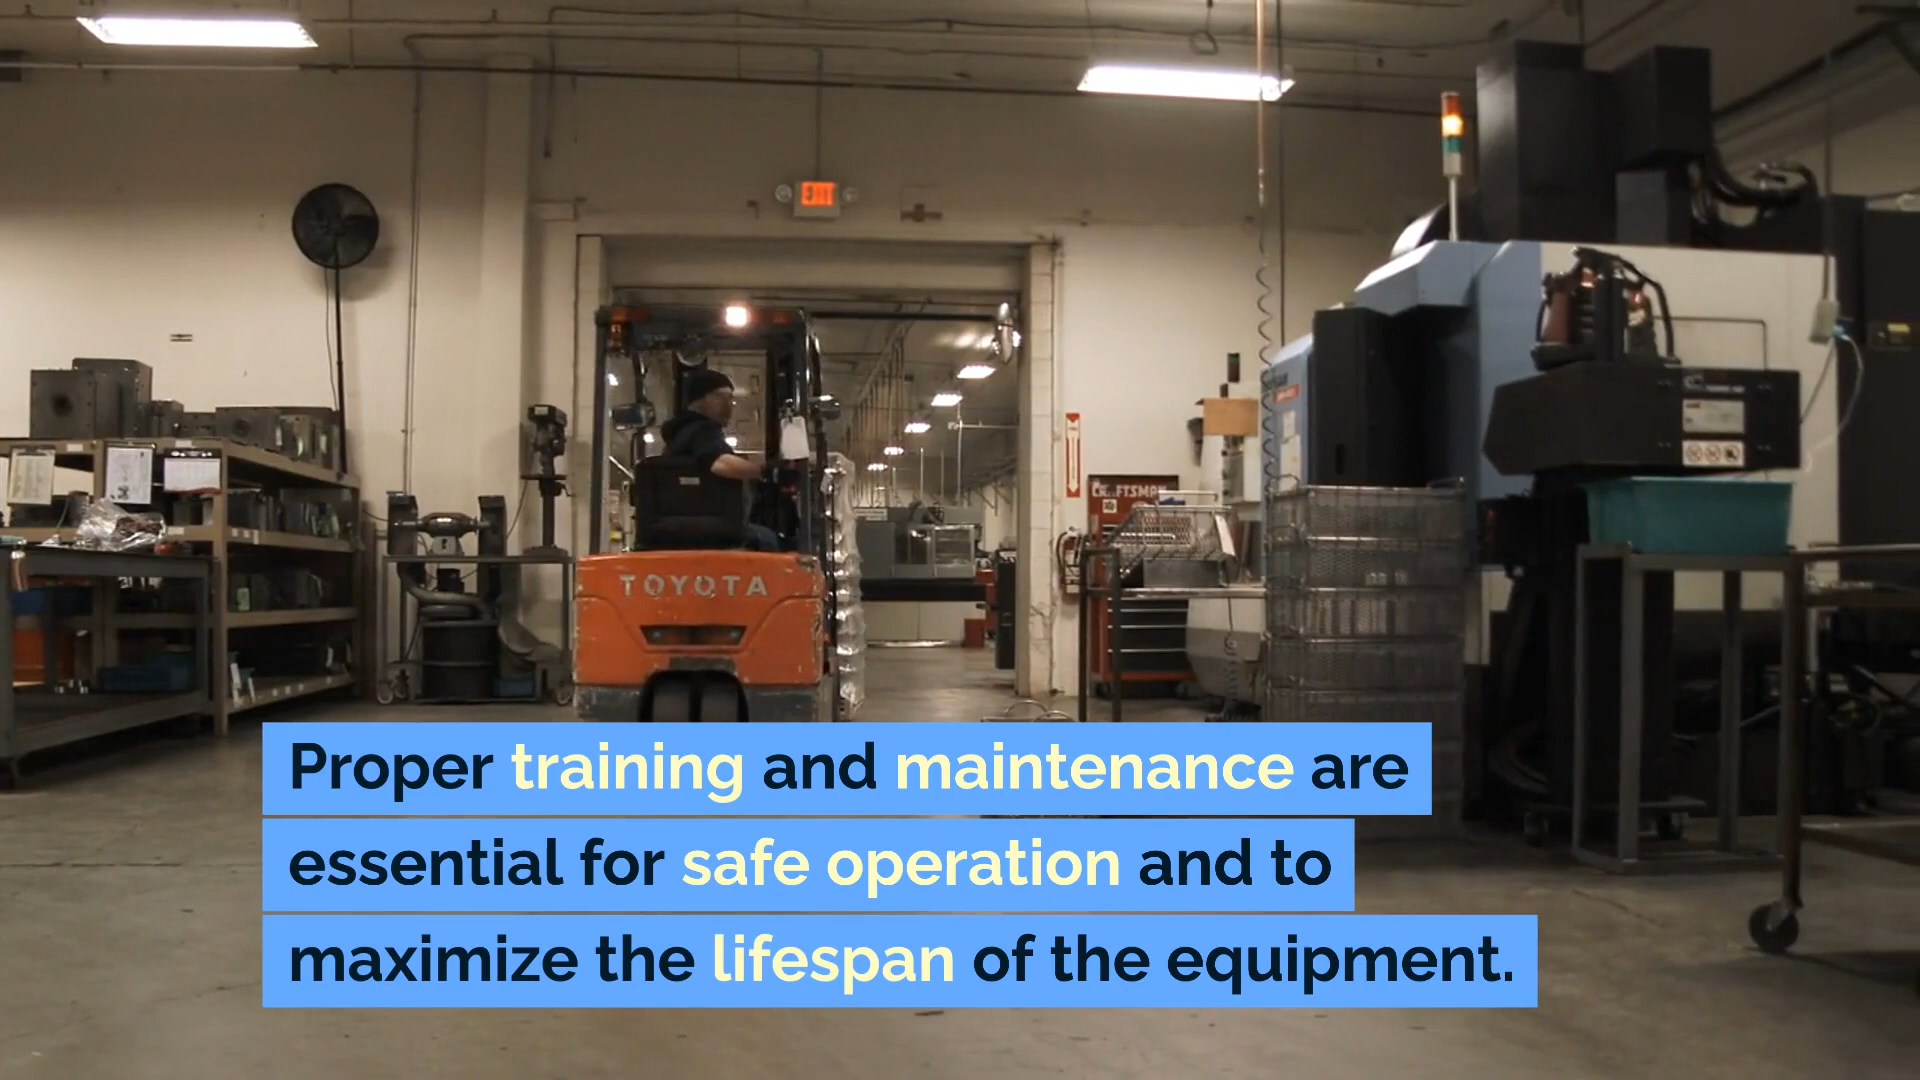 EXIT
CRAFTSMAN
TOYOTA
Proper training and maintenance are
essential for safe operation and to
maximize the lifespan of the equipment.